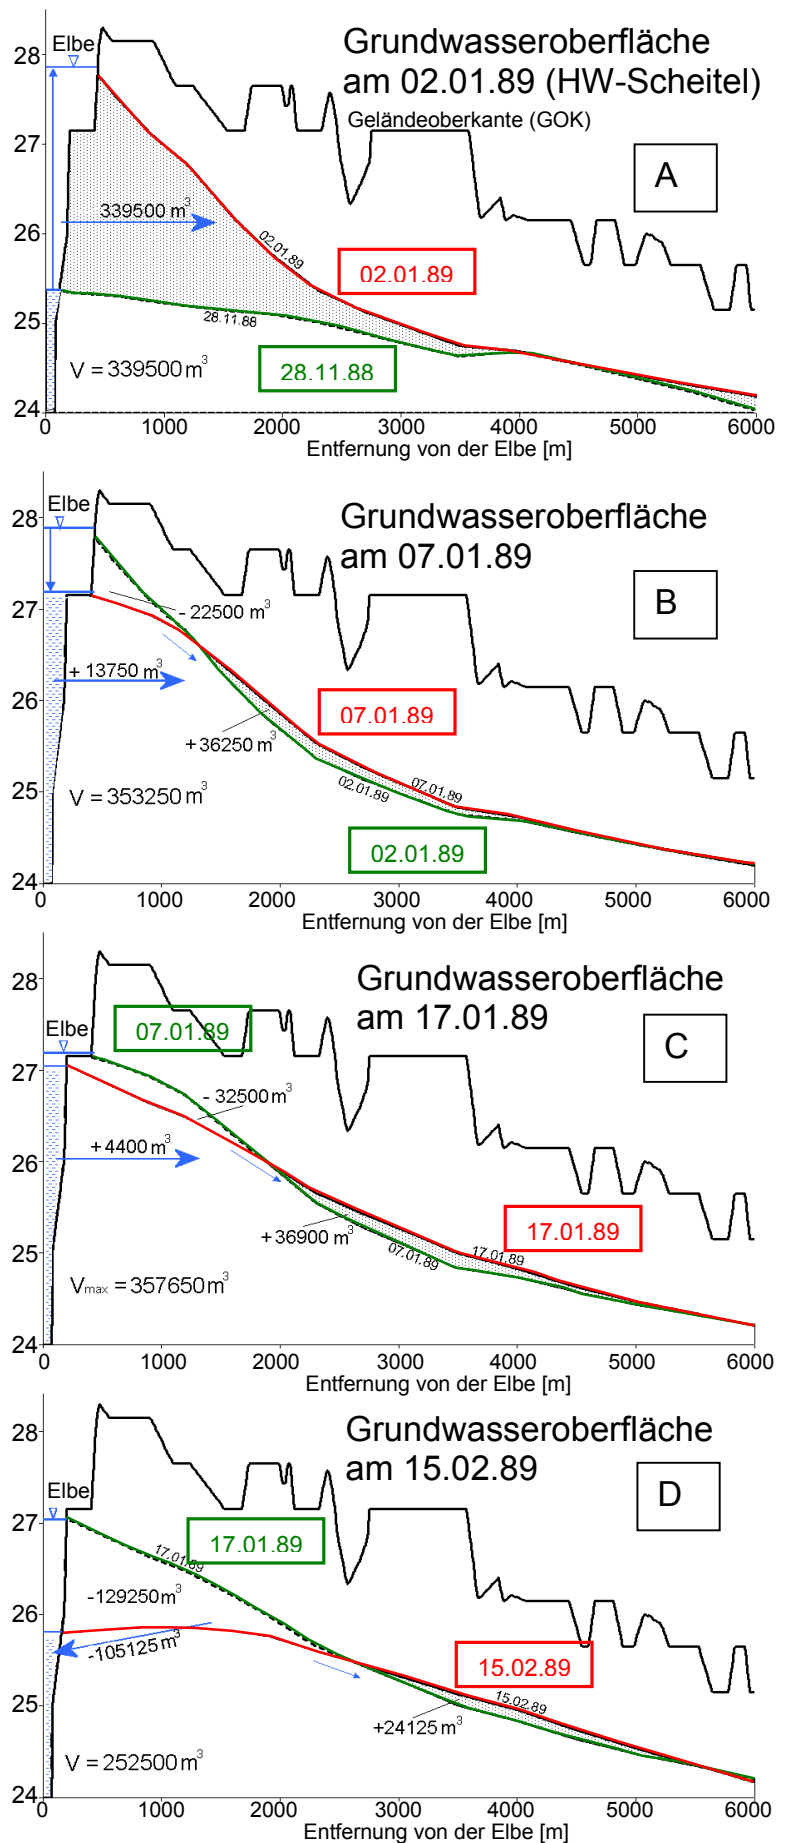 Grundwasseroberfläche
am 02.01.89 (HW-Scheitel)
Geländeoberkante (GOK)
Elbe
A
28
27
26
25
24
339500 m³
02.01.89
02.01.89
28.11.88
28.11.88
V = 339500 m³
0 1000 2000 3000 4000 5000 6000
Entfernung von der Elbe [m]
Grundwasseroberfläche
am 07.01.89
Elbe
B
28
27
26
25
24
- 22500 m³
+ 13750 m³
+36250 m³
07.01.89
07.01.89
02.01.89
02.01.89
V = 353250 m³
0 1000 2000 3000 4000 5000 6000
Entfernung von der Elbe [m]
Grundwasseroberfläche
am 17.01.89
Elbe
C
28
27
26
25
24
07.01.89
- 32500 m³
+4400 m³
+36900 m³
17.01.89
17.01.89
07.01.89
Vmax = 357650 m³
0 1000 2000 3000 4000 5000 6000
Entfernung von der Elbe [m]
Grundwasseroberfläche
am 15.02.89
Elbe
D
28
27
26
25
24
17.01.89
17.01.89
-129250 m³
-105125 m³
15.02.89
15.02.89
+24125 m³
V = 252500 m³
0 1000 2000 3000 4000 5000 6000
Entfernung von der Elbe [m]